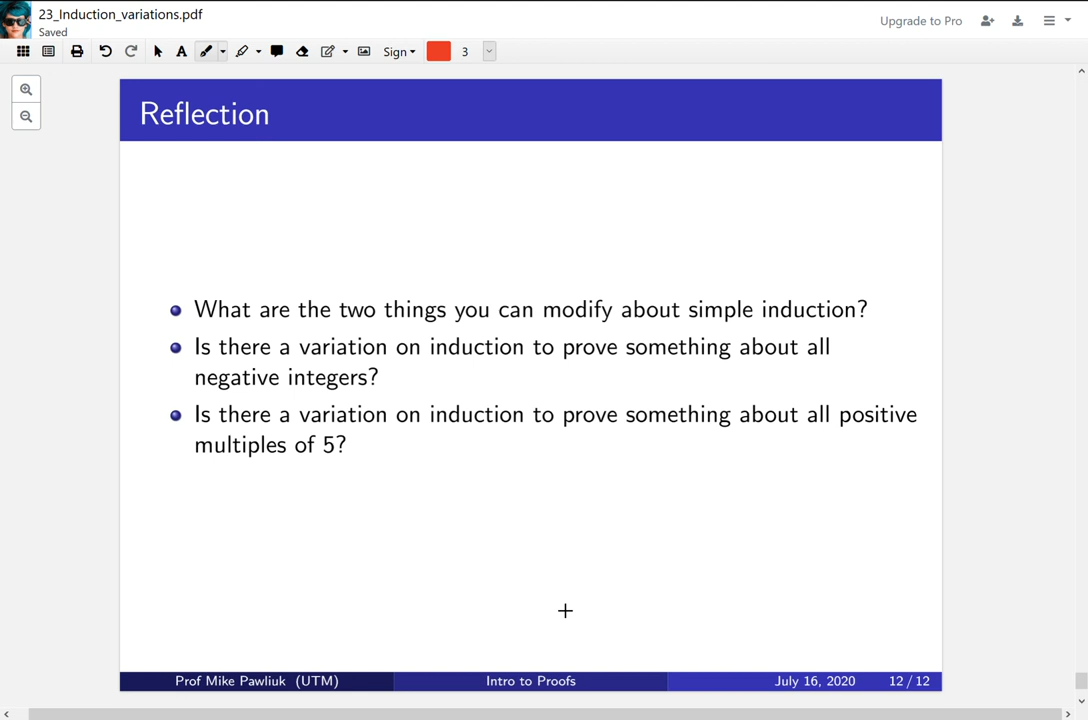 23_Induction_variations.pdf
Saved
Upgrade to Pro
A
Sign
3
Reflection
What are the two things you can modify about simple induction?
Is there a variation on induction to prove something about all
negative integers?
Is there a variation on induction to prove something about all positive
multiples of 5?
Prof Mike Pawliuk (UTM)
Intro to Proofs
July 16, 2020
12 / 12